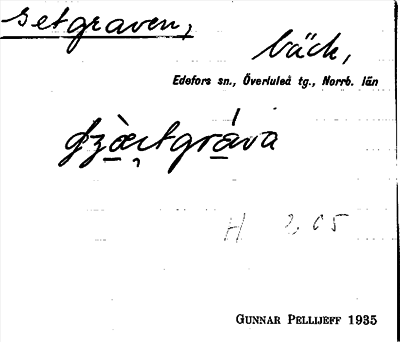 setgraven,
bäck,
Edefors sn., Överluleå tg., Norrb. län
H 2 05
GUNNAR PELLIJEFF 1935